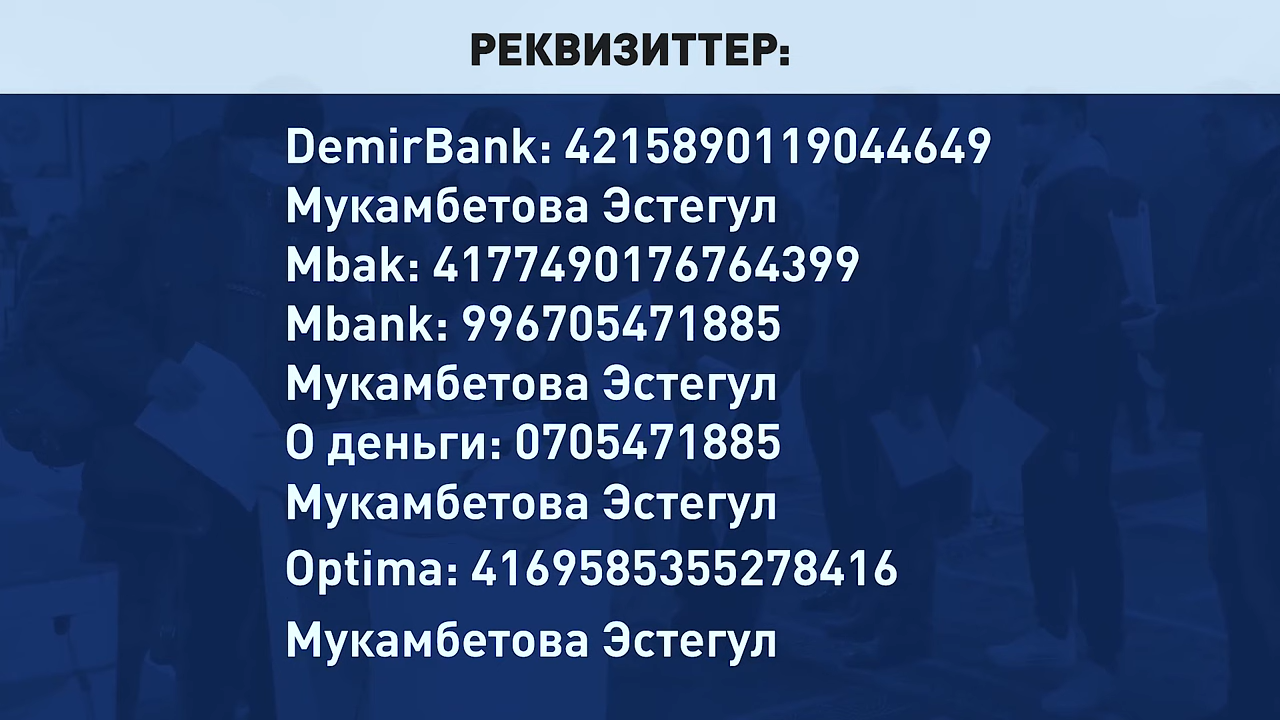 РЕКВИЗИТТЕР:
DemirBank: 4215890119044649
Мукамбетова Эстегул
Mbak: 4177490176764399
Mbank: 996705471885
Мукамбетова Эстегул
О деньги: 0705471885
Мукамбетова Эстегул
Optima: 4169585355278416
Мукамбетова Эстегул